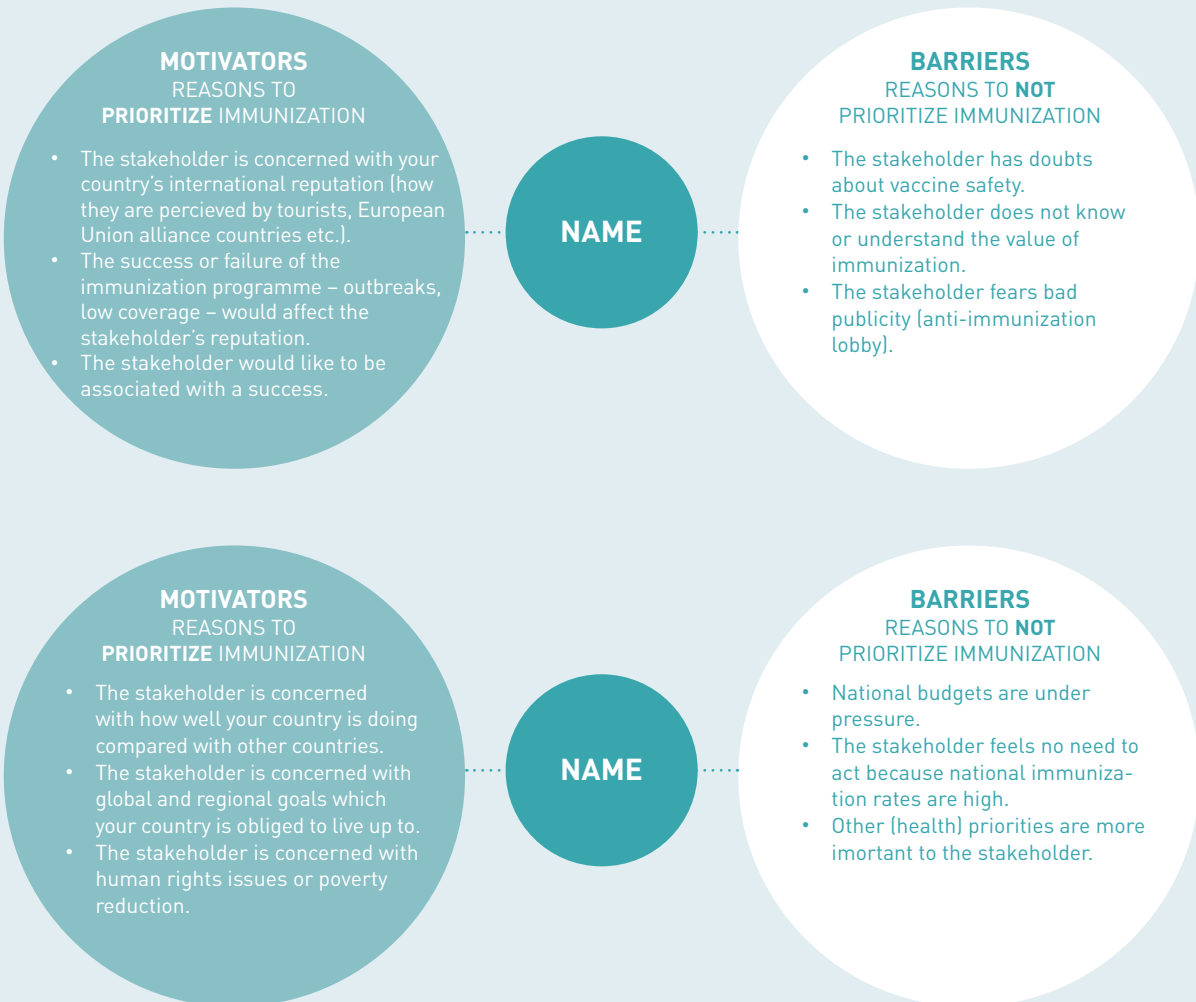 MOTIVATORS
REASONS TO
PRIORITIZE IMMUNIZATION
• The stakeholder is concerned with your
country's international reputation (how
they are percieved by tourists, European
Union alliance countries etc.).
• The success or failure of the
immunization programme – outbreaks,
low coverage – would affect the
stakeholder's reputation.
• The stakeholder would like to be
associated with a success.
NAME
BARRIERS
REASONS TO NOT
PRIORITIZE IMMUNIZATION
• The stakeholder has doubts
about vaccine safety.
• The stakeholder does not know
or understand the value of
immunization.
• The stakeholder fears bad
publicity (anti-immunization
lobby).
MOTIVATORS
REASONS TO
PRIORITIZE IMMUNIZATION
• The stakeholder is concerned
with how well your country is doing
compared with other countries.
• The stakeholder is concerned with
global and regional goals which
your country is obliged to live up to.
• The stakeholder is concerned with
human rights issues or poverty
reduction.
NAME
BARRIERS
REASONS TO NOT
PRIORITIZE IMMUNIZATION
• National budgets are under
pressure.
• The stakeholder feels no need to
act because national immuniza-
tion rates are high.
• Other (health) priorities are more
imortant to the stakeholder.